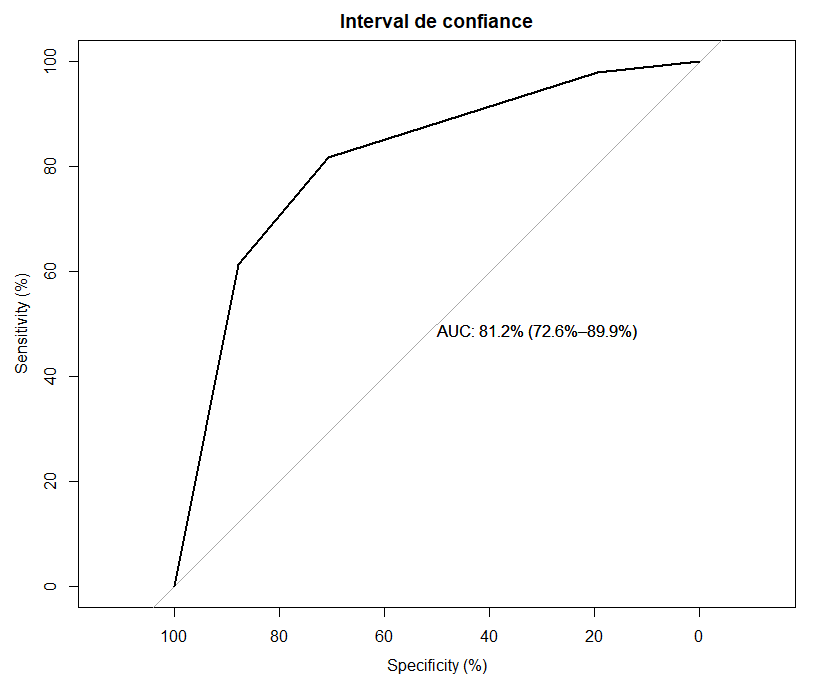 Interval de confiance
100
80
60
40
20
0
Sensitivity (%)
AUC: 81.2% (72.6%–89.9%)
100 80 60 40 20 0
Specificity (%)